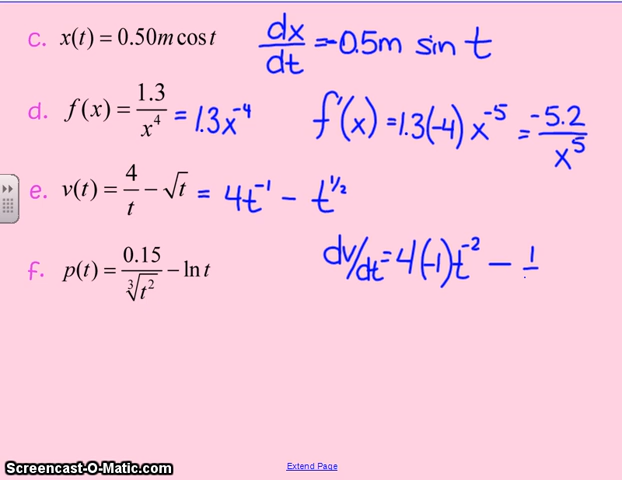 c. x(t) = 0.50m cos t   dx/dt = -0.5m sin t
d. f(x) = 1.3/x⁴ = 1.3x⁻⁴   f'(x) = 1.3(-4)x⁻⁵ = -5.2/x⁵
e. v(t) = 4/t − √t = 4t⁻¹ − t^½
dv/dt = 4(-1)t⁻² − 1/
f. p(t) = 0.15/∛t² − ln t
Screencast-O-Matic.com
Extend Page